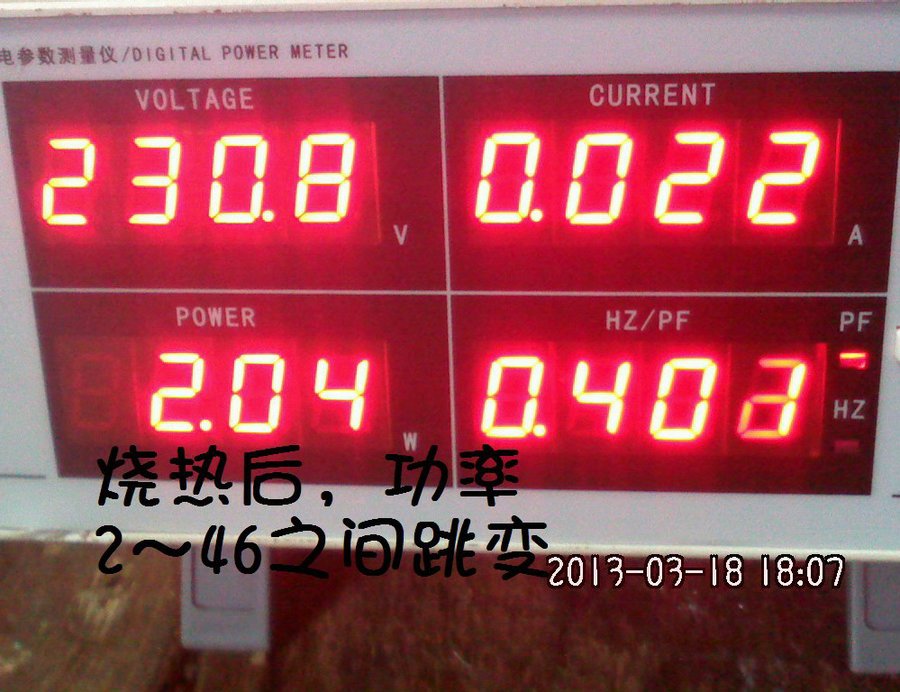 电参数测量仪/DIGITAL POWER METER
VOLTAGE
230.8
V
CURRENT
0.022
A
POWER
2.04
W
HZ/PF
PF
HZ
烧热后，功率
2～46之间跳变
2013-03-18 18:07